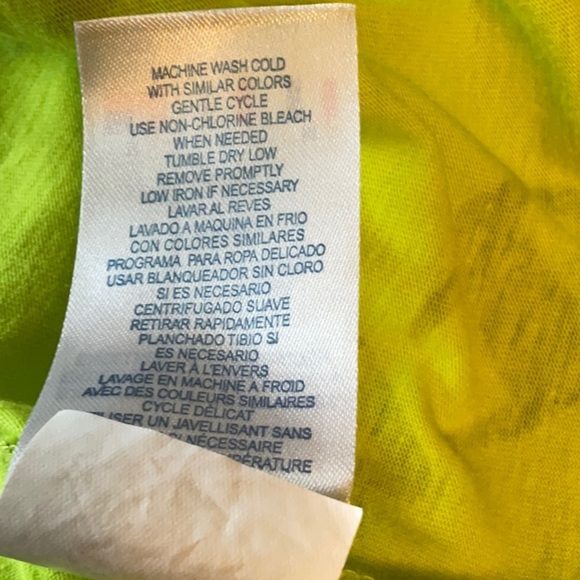 MACHINE WASH COLD
WITH SIMILAR COLORS
GENTLE CYCLE
USE NON-CHLORINE BLEACH
WHEN NEEDED
TUMBLE DRY LOW
REMOVE PROMPTLY
LOW IRON IF NECESSARY
LAVAR AL REVES
LAVADO A MAQUINA EN FRIO
CON COLORES SIMILARES
PROGRAMA PARA ROPA DELICADO
USAR BLANQUEADOR SIN CLORO
SI ES NECESARIO
CENTRIFUGADO SUAVE
RETIRAR RAPIDAMENTE
PLANCHADO TIBIO SI
ES NECESARIO
LAVER À L'ENVERS
LAVAGE EN MACHINE A FROID
AVEC DES COULEURS SIMILAIRES
CYCLE DÉLICAT
UN JAVELLISANT SANS
NÉCESSAIRE